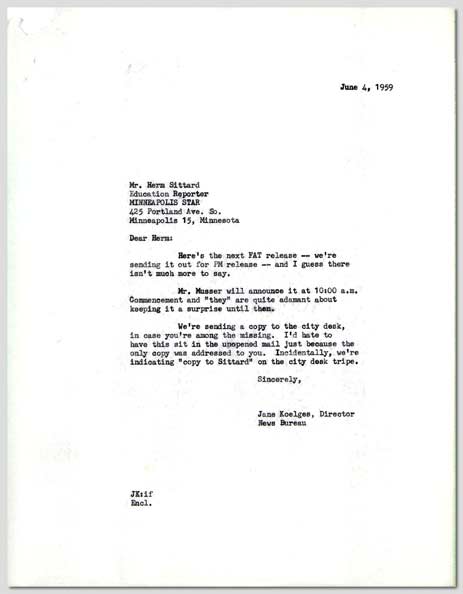 June 4, 1959
Mr. Herm Sittard
Education Reporter
MINNEAPOLIS STAR
425 Portland Ave. So.
Minneapolis 15, Minnesota
Dear Herm:
Here's the next FAT release -- we're
sending it out for PM release -- and I guess there
isn't much more to say.
Mr. Musser will announce it at 10:00 a.m.
Commencement and "they" are quite adamant about
keeping it a surprise until then.
We're sending a copy to the city desk,
in case you're among the missing. I'd hate to
have this sit in the unopened mail just because the
only copy was addressed to you. Incidentally, we're
indicating "copy to Sittard" on the city desk tripe.
Sincerely,
Jane Koelges, Director
News Bureau
JK:if
Encl.